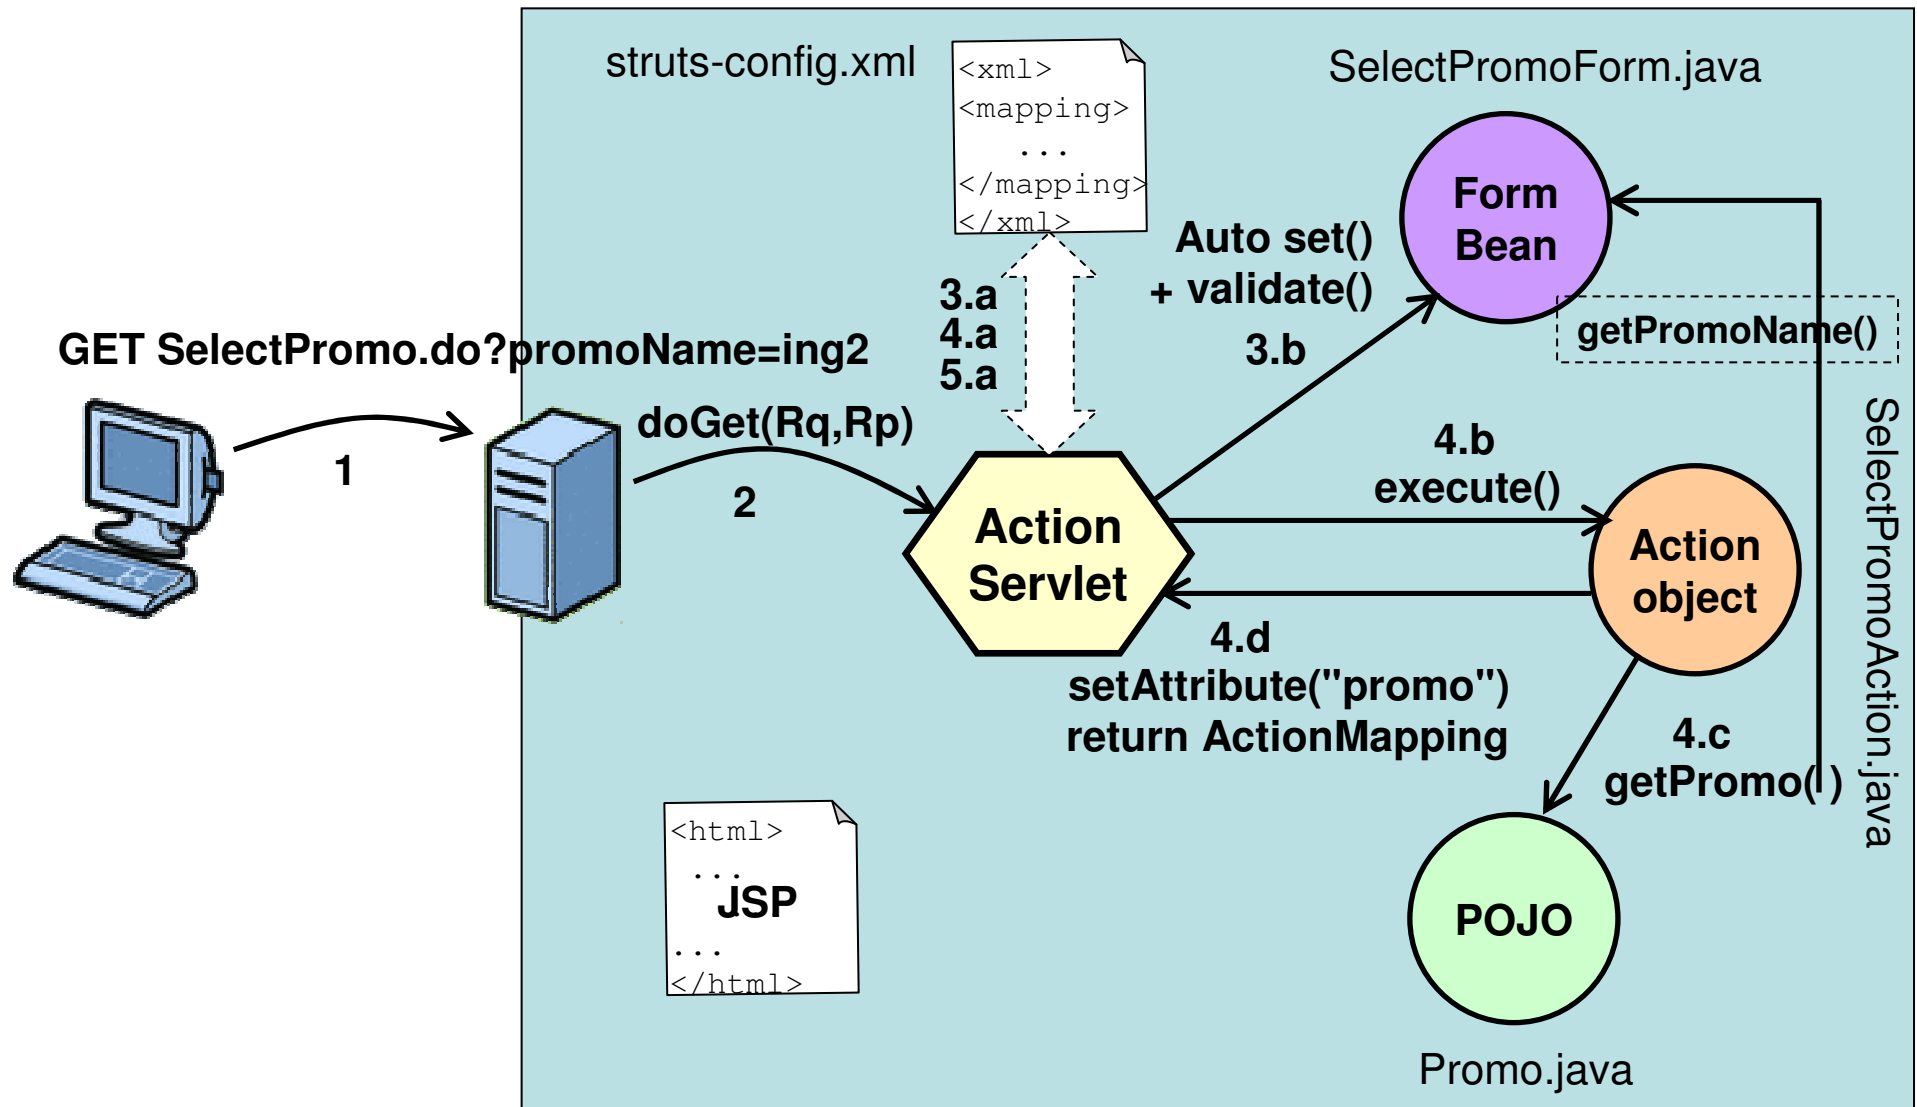 struts-config.xml
<xml>
<mapping>
...
</mapping>
</xml>
SelectPromoForm.java
Form
Bean
Auto set()
+ validate()
3.b
3.a
4.a
5.a
getPromoName()
GET SelectPromo.do?promoName=ing2
1
doGet(Rq,Rp)
2
Action
Servlet
4.b
execute()
Action
object
SelectPromoAction.java
4.d
setAttribute("promo")
return ActionMapping
4.c
getPromo( )
<html>
...
JSP
...
</html>
POJO
Promo.java